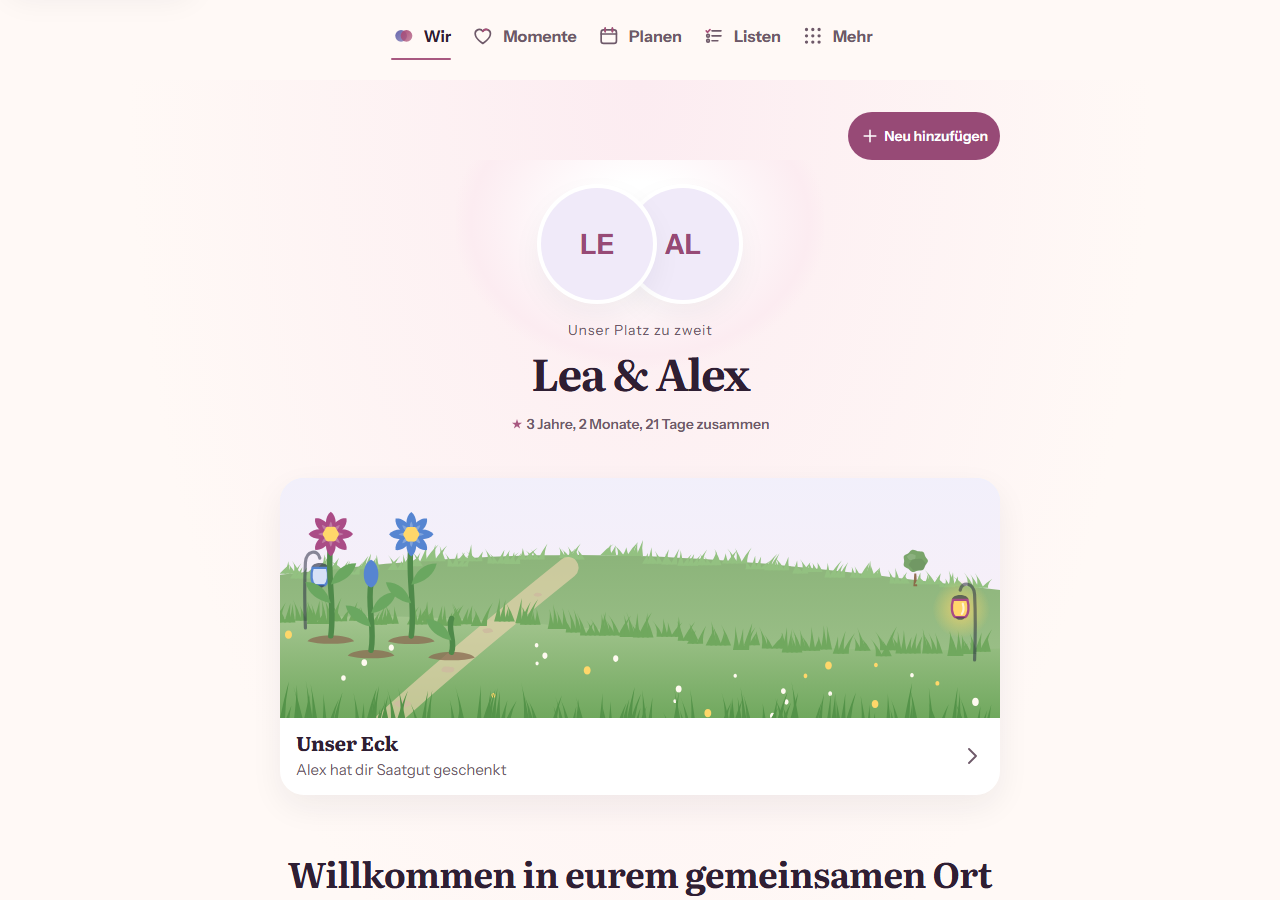 Wir Momente Planen Listen Mehr
Neu hinzufügen
LE AL
Unser Platz zu zweit
Lea & Alex
★ 3 Jahre, 2 Monate, 21 Tage zusammen
Unser Eck
Alex hat dir Saatgut geschenkt
Willkommen in eurem gemeinsamen Ort